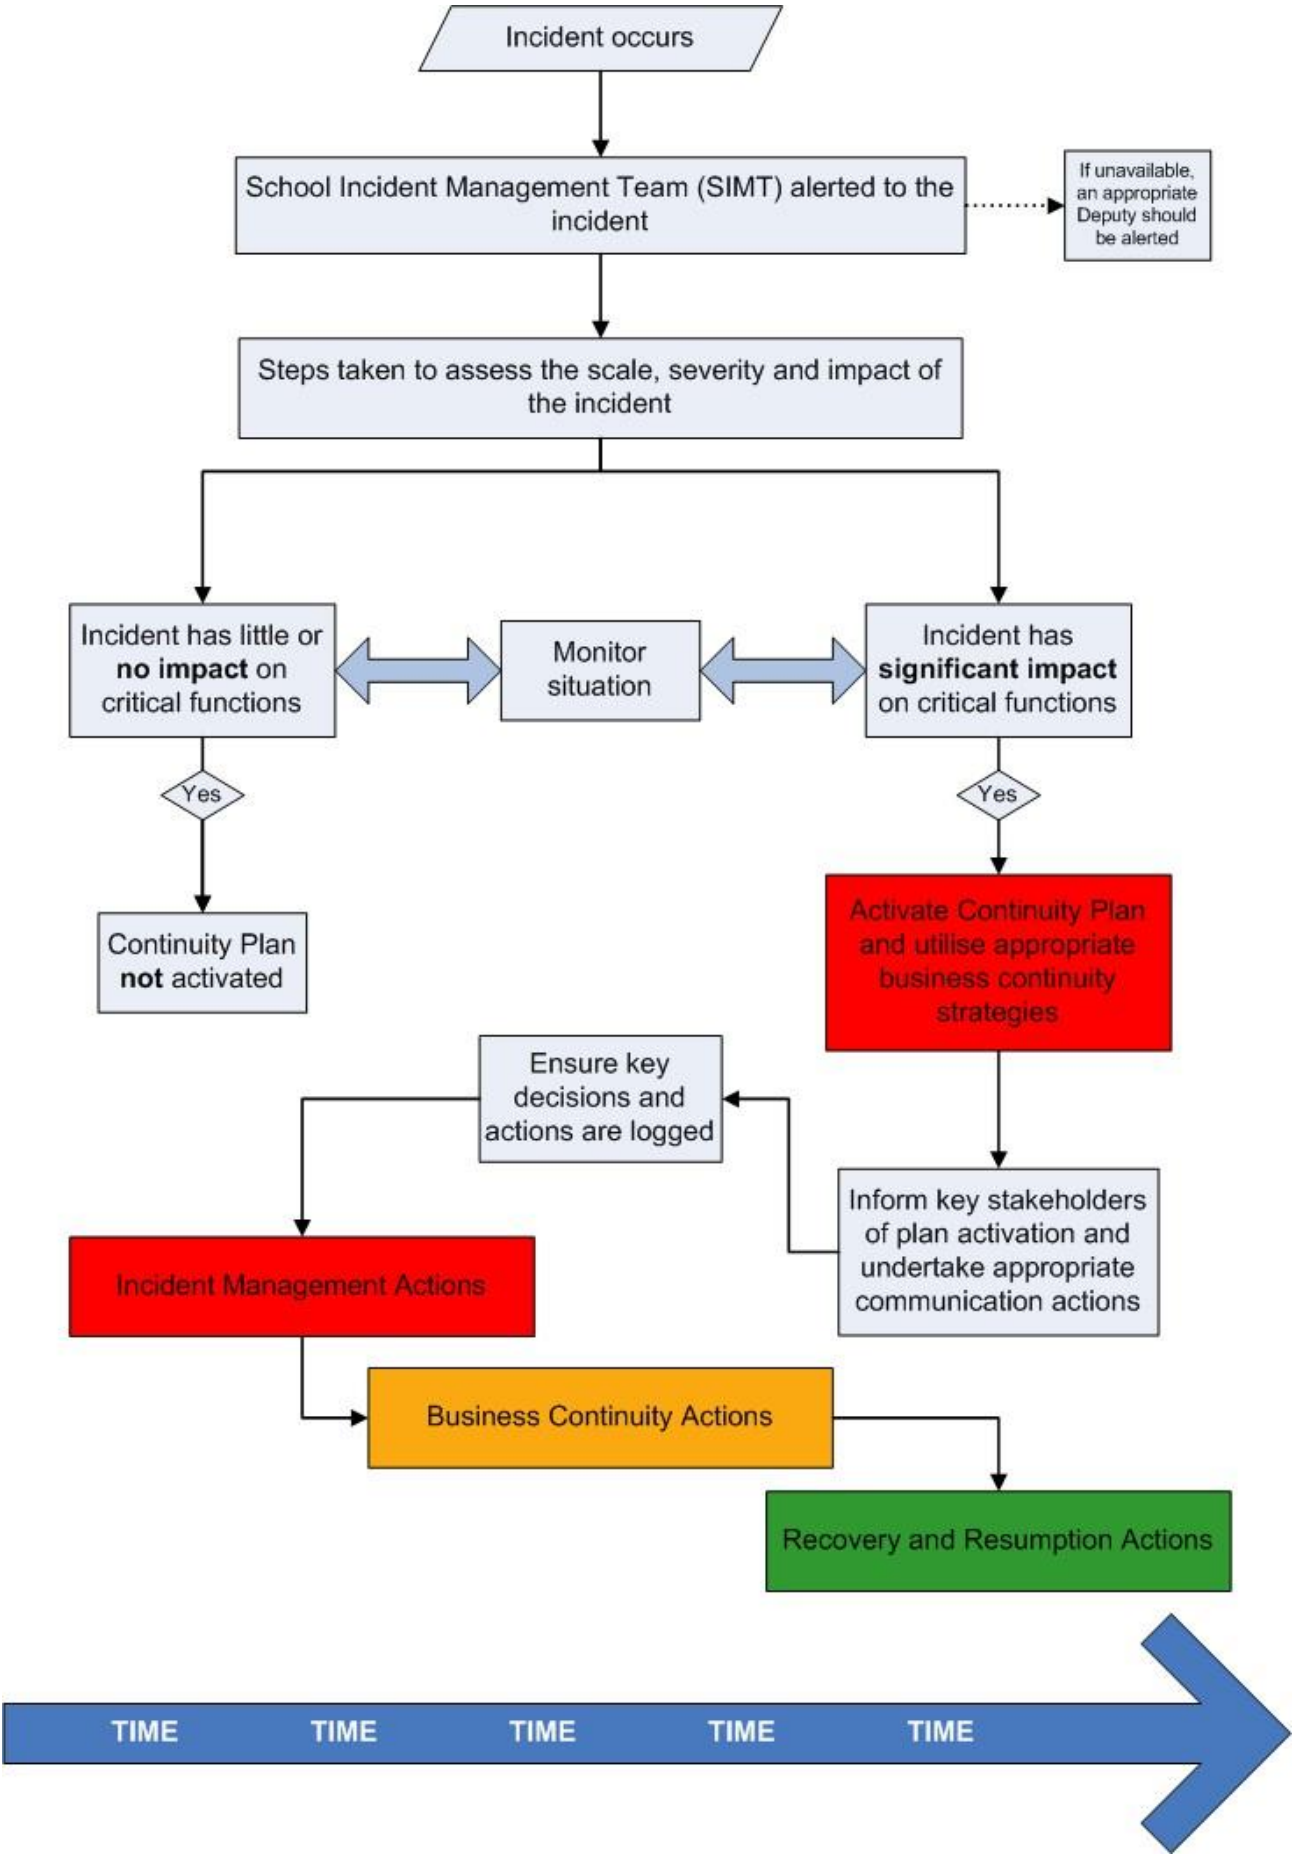 Incident occurs
School Incident Management Team (SIMT) alerted to the
incident
If unavailable,
an appropriate
Deputy should
be alerted
Steps taken to assess the scale, severity and impact of
the incident
Incident has little or
no impact on
critical functions
Monitor
situation
Incident has
significant impact
on critical functions
Yes
Yes
Continuity Plan
not activated
Activate Continuity Plan
and utilise appropriate
business continuity
strategies
Ensure key
decisions and
actions are logged
Inform key stakeholders
of plan activation and
undertake appropriate
communication actions
Incident Management Actions
Business Continuity Actions
Recovery and Resumption Actions
TIME TIME TIME TIME TIME